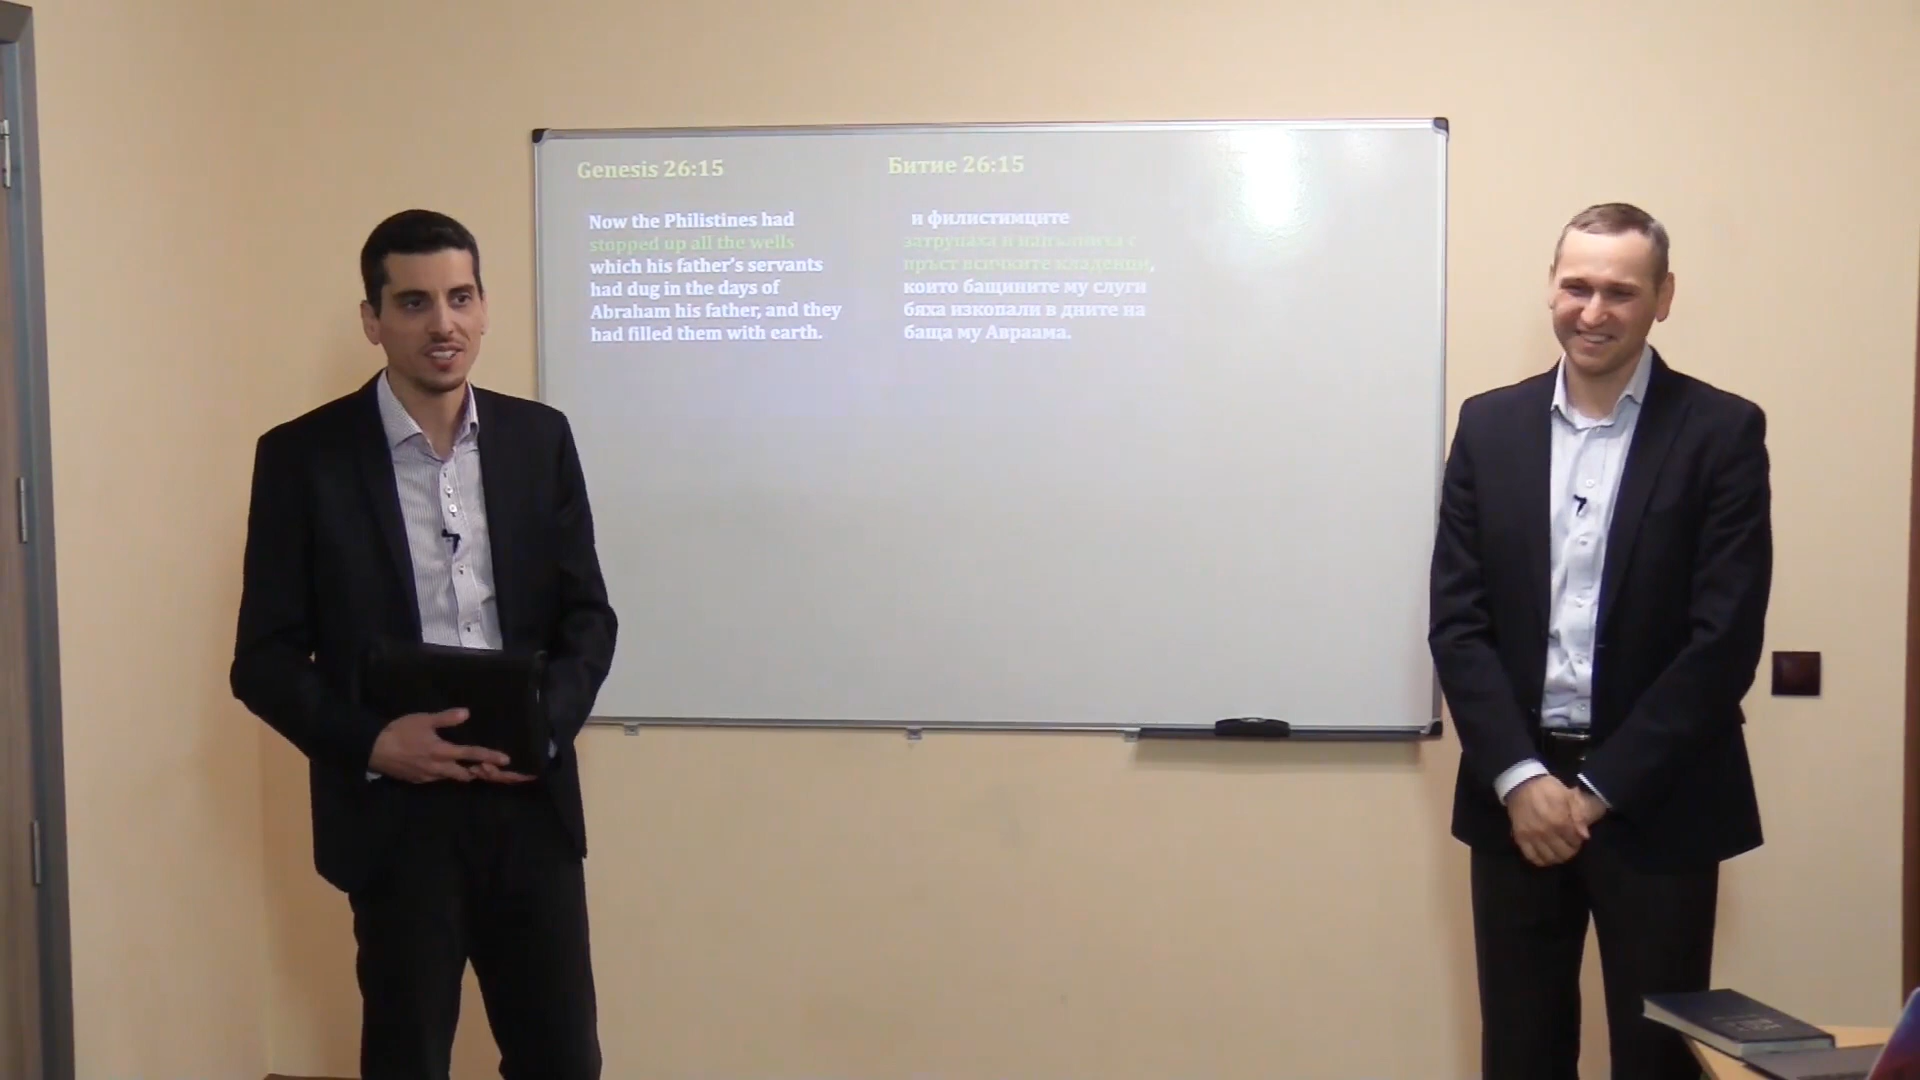 Genesis 26:15
Now the Philistines had
stopped up all the wells
which his father's servants
had dug in the days of
Abraham his father, and they
had filled them with earth.
Битие 26:15
и филистимците
затрупаха и напълниха с
пръст всичките кладенци,
които бащините му слуги
бяха изкопали в дните на
баща му Авраама.